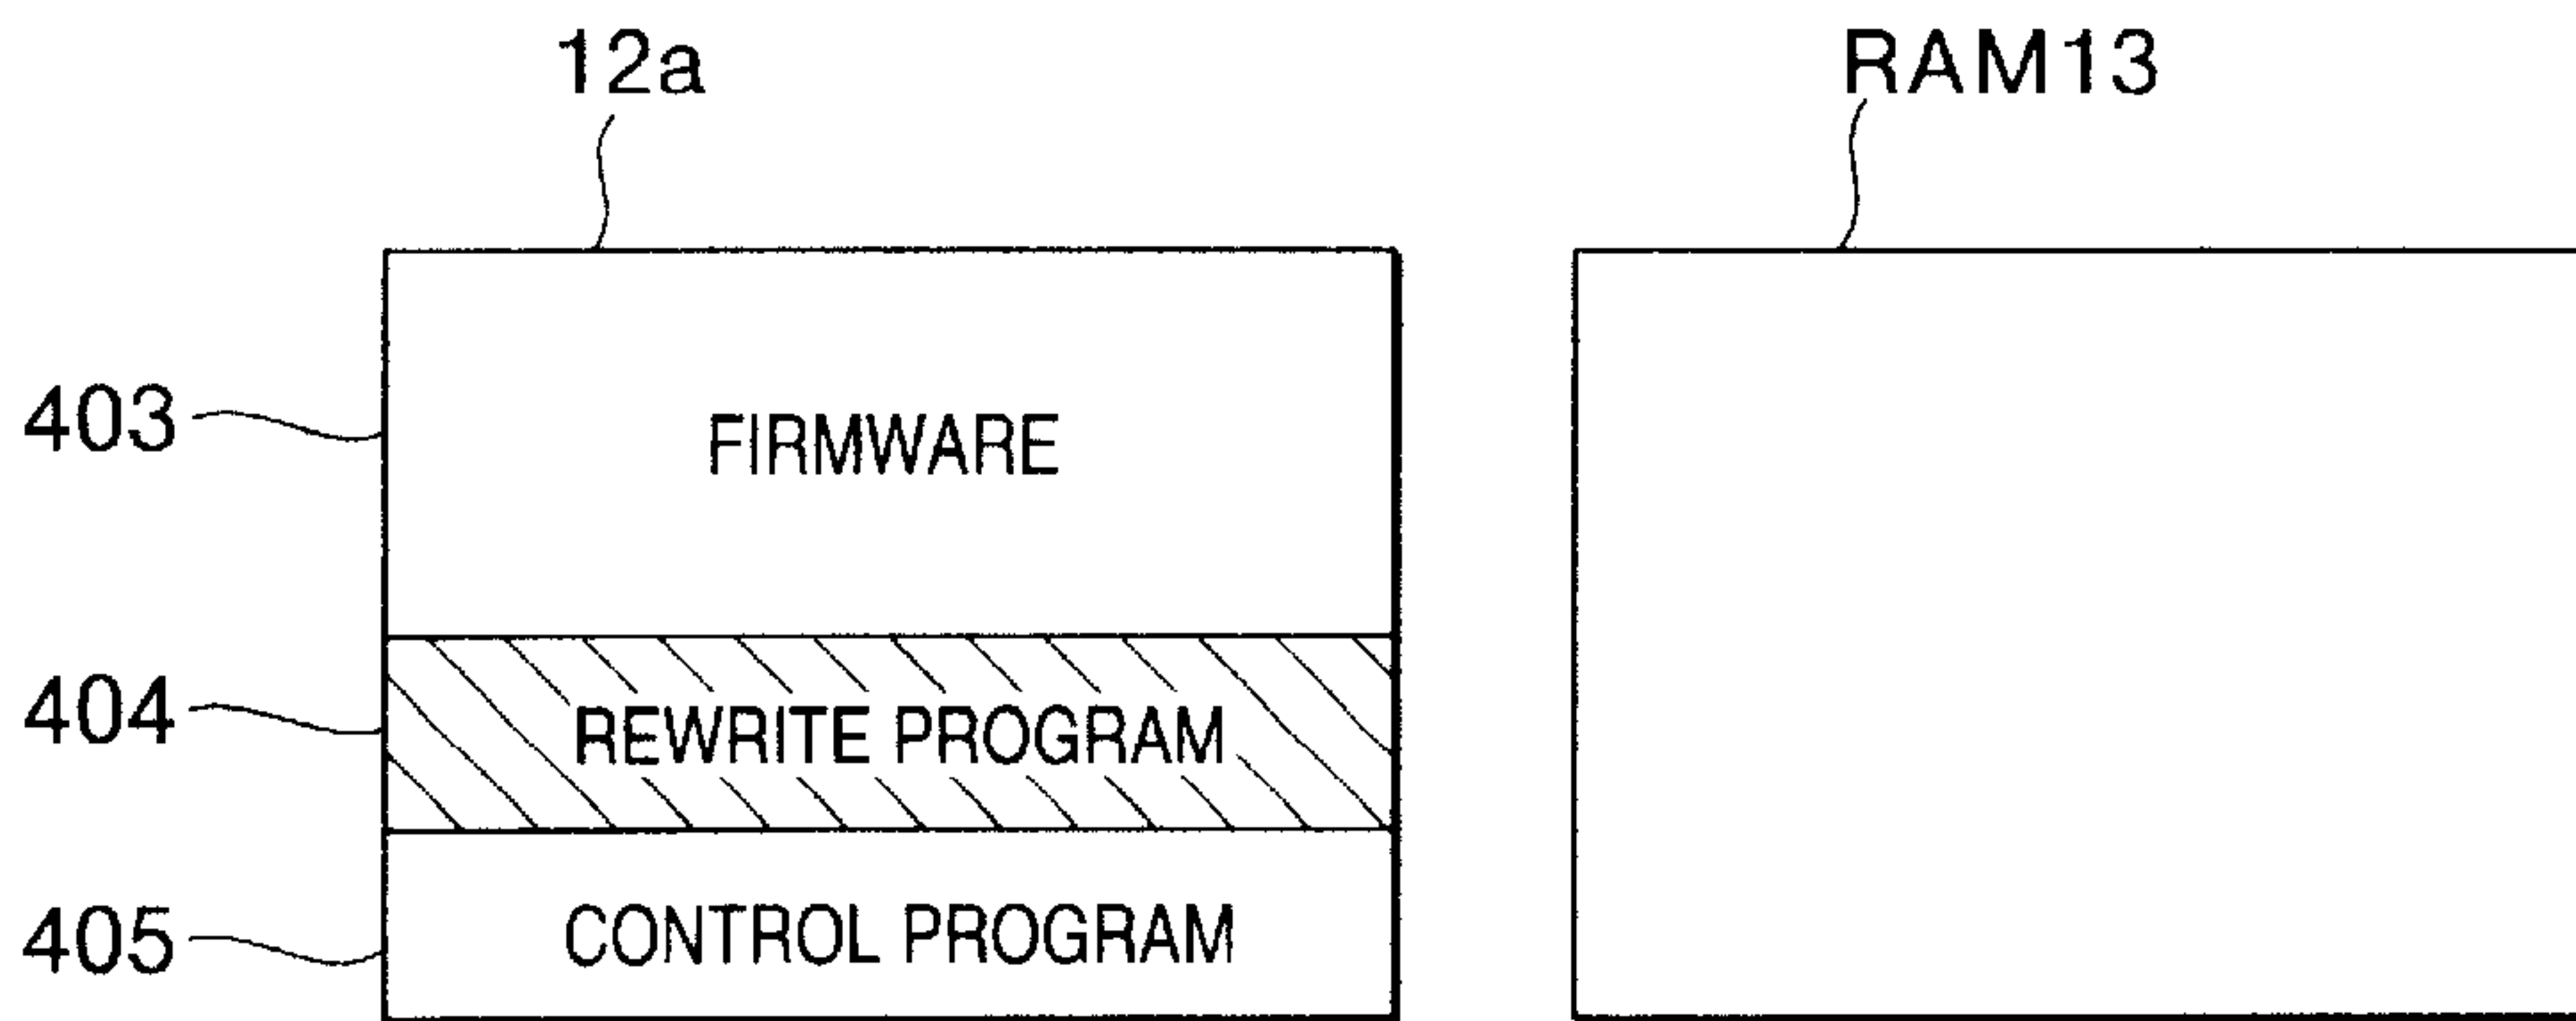 12a
RAM13
403
FIRMWARE
404
REWRITE PROGRAM
405
CONTROL PROGRAM